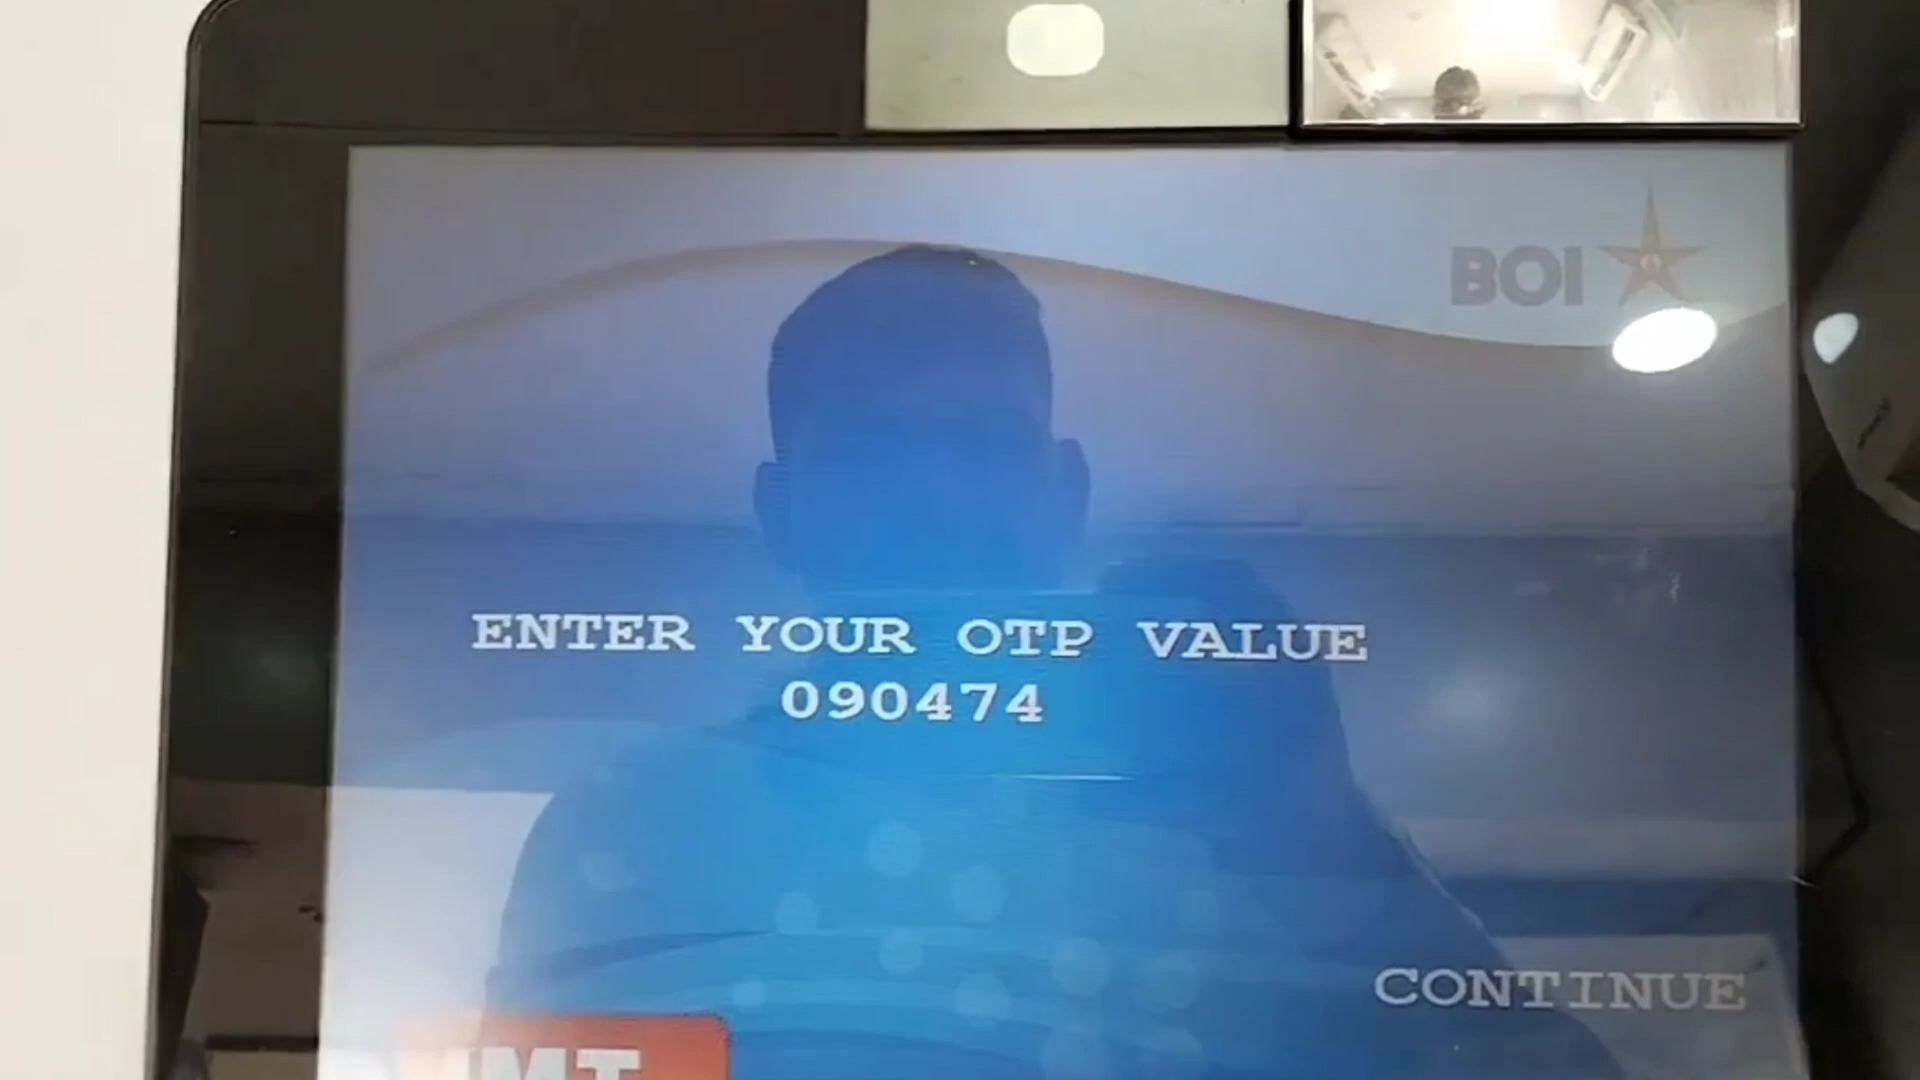 BOI
ENTER YOUR OTP VALUE
090474
CONTINUE